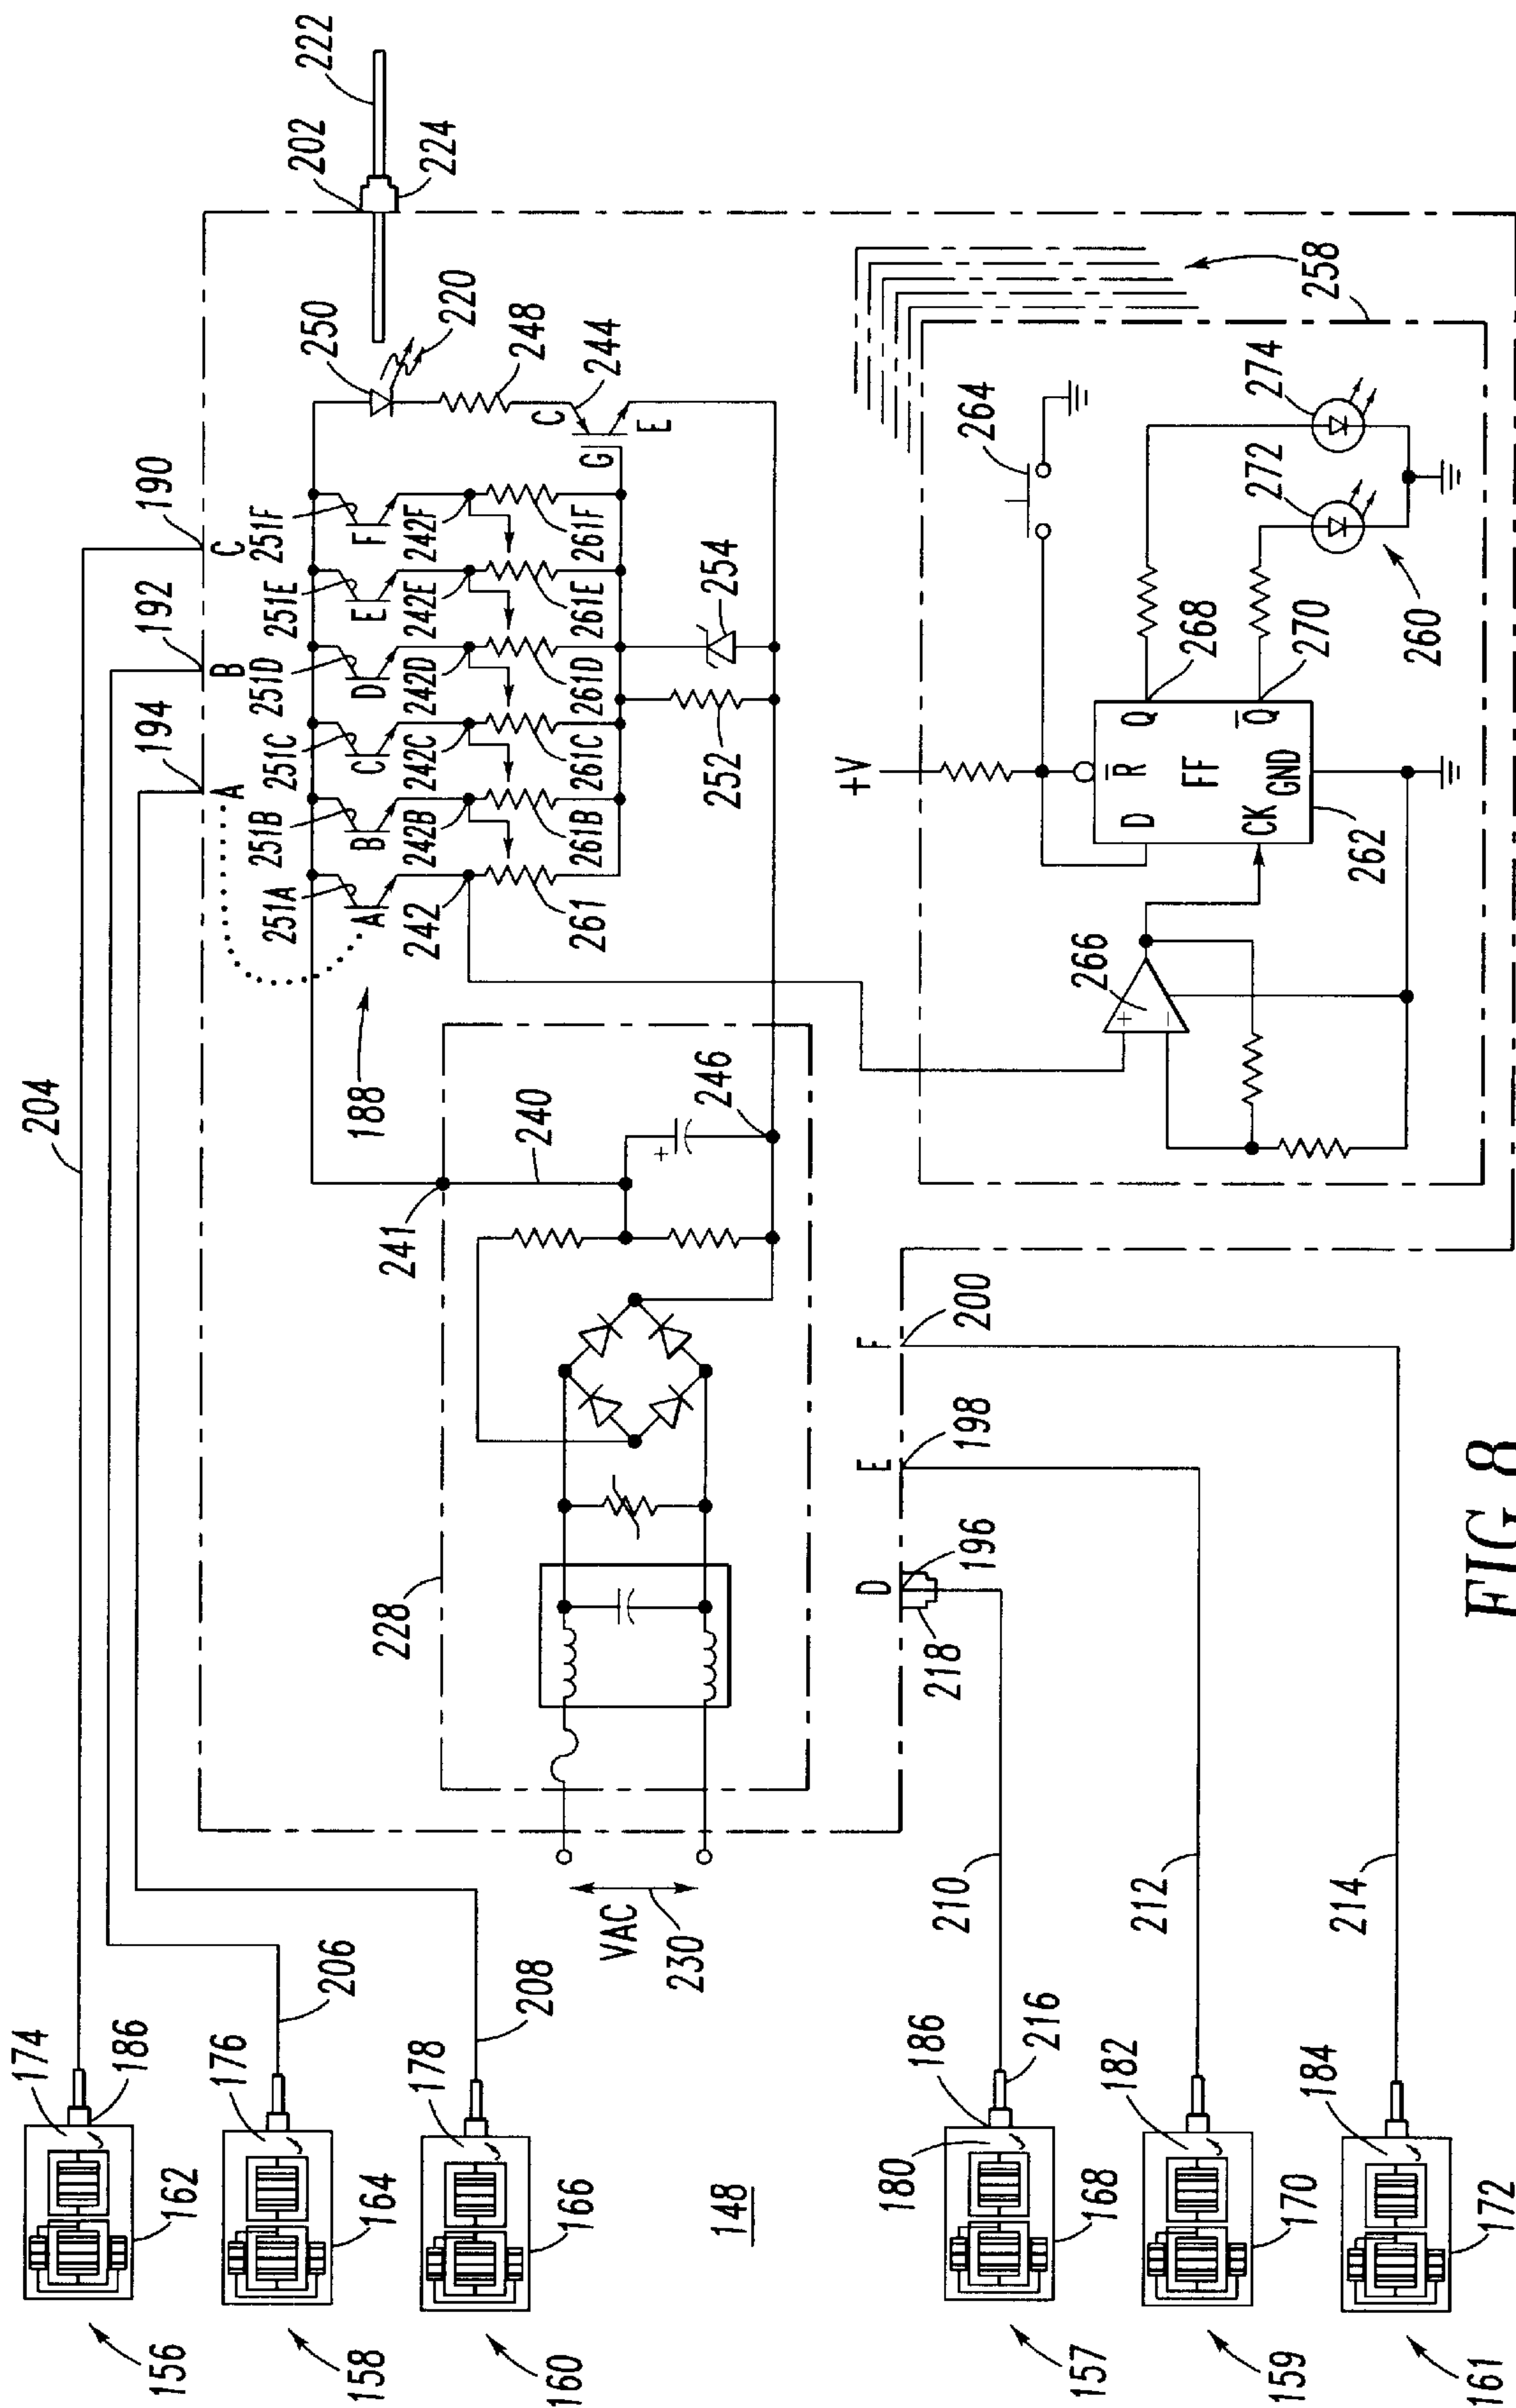 204
190
C
192
B
194
A
202
222
224
250
220
248
244
C
G
E
251F
251E
251D
251C
251B
251A
F
E
D
C
B
A
242F
242E
242D
242C
242B
242
261F
261E
261D
261C
261B
261
188
254
252
246
240
241
228
VAC
230
258
264
274
272
260
+V
268
270
D
R
Q
FF
Q
CK
GND
262
266
+
−
+
D
E
F
196
198
200
218
210
212
214
174
186
162
156
176
206
164
158
178
208
166
160
148
180
186
216
168
157
182
170
159
184
172
161
FIG. 8